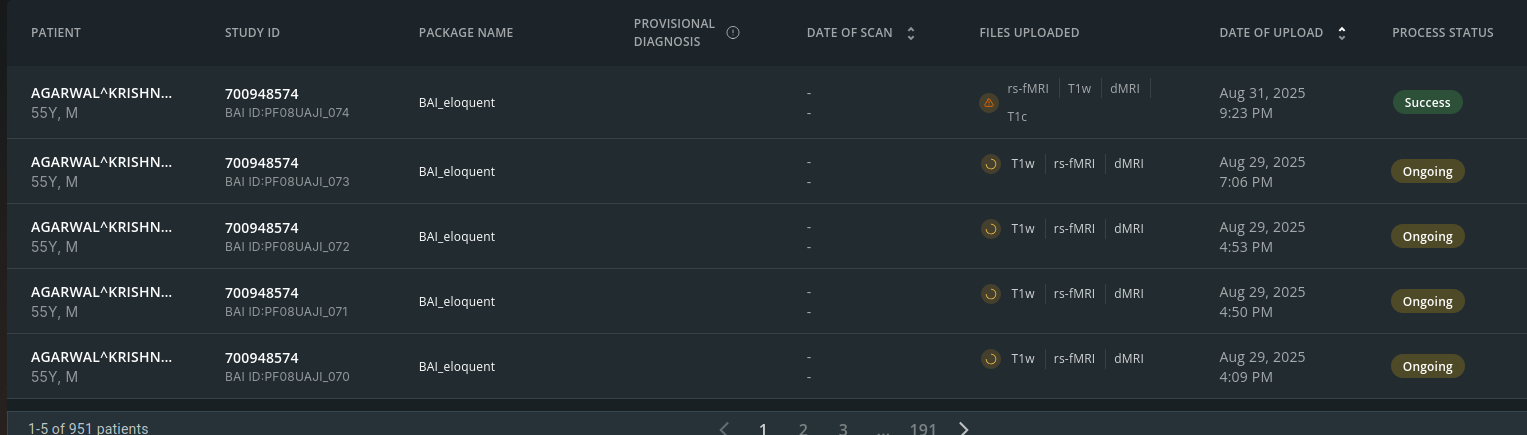 PATIENT STUDY ID PACKAGE NAME PROVISIONAL DIAGNOSIS DATE OF SCAN FILES UPLOADED DATE OF UPLOAD PROCESS STATUS
AGARWAL^KRISHN... 700948574 BAI_eloquent - rs-fMRI T1w dMRI Aug 31, 2025 Success
55Y, M BAI ID:PF08UAJI_074 - T1c 9:23 PM
AGARWAL^KRISHN... 700948574 BAI_eloquent - T1w rs-fMRI dMRI Aug 29, 2025 Ongoing
55Y, M BAI ID:PF08UAJI_073 - 7:06 PM
AGARWAL^KRISHN... 700948574 BAI_eloquent - T1w rs-fMRI dMRI Aug 29, 2025 Ongoing
55Y, M BAI ID:PF08UAJI_072 - 4:53 PM
AGARWAL^KRISHN... 700948574 BAI_eloquent - T1w rs-fMRI dMRI Aug 29, 2025 Ongoing
55Y, M BAI ID:PF08UAJI_071 - 4:50 PM
AGARWAL^KRISHN... 700948574 BAI_eloquent - T1w rs-fMRI dMRI Aug 29, 2025 Ongoing
55Y, M BAI ID:PF08UAJI_070 - 4:09 PM
1-5 of 951 patients 1 2 3 ... 191